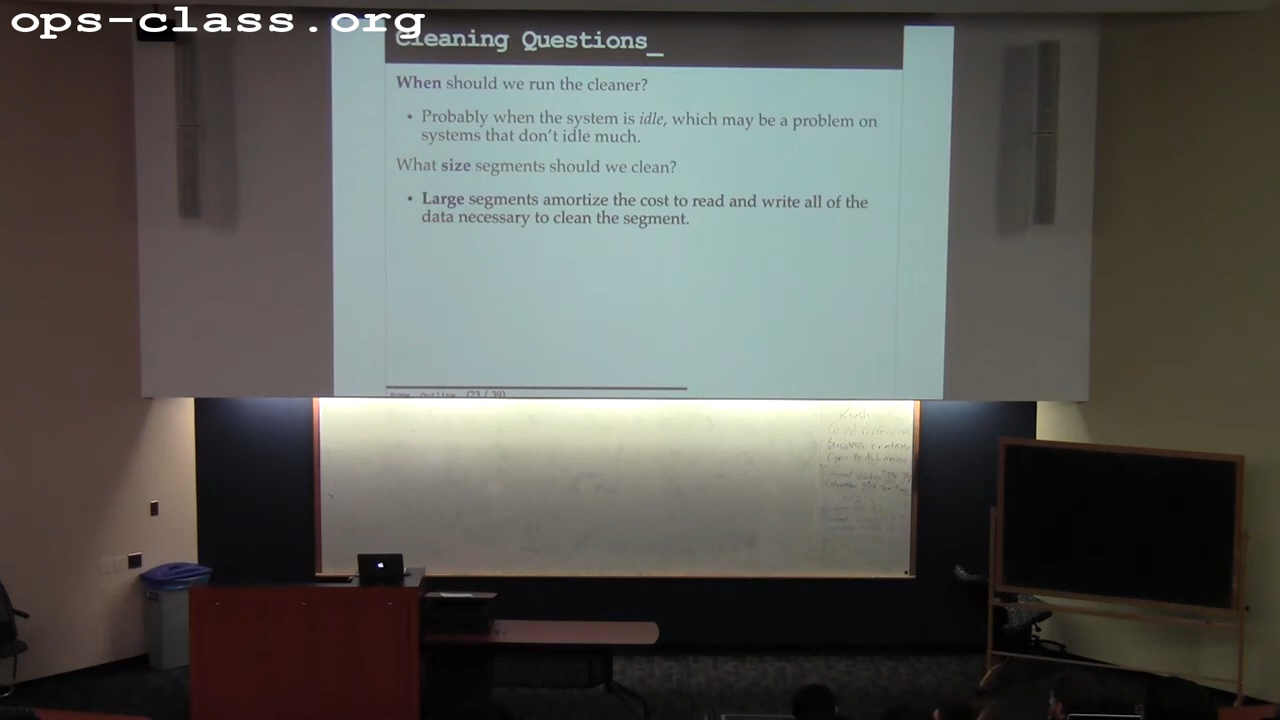 ops-class.org
Cleaning Questions_
When should we run the cleaner?
• Probably when the system is idle, which may be a problem on
systems that don't idle much.
What size segments should we clean?
• Large segments amortize the cost to read and write all of the
data necessary to clean the segment.